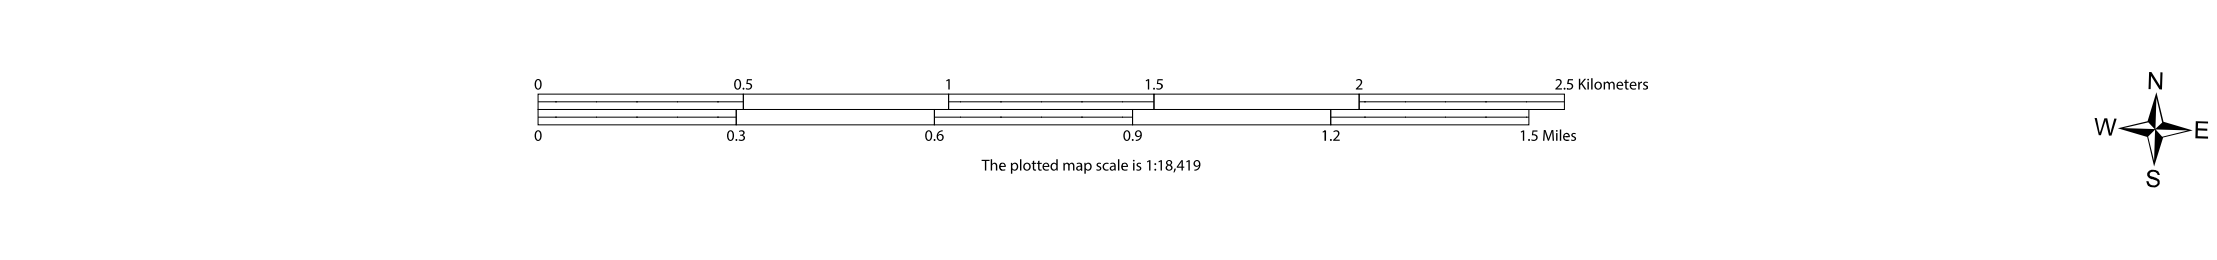 0 0.5 1 1.5 2 2.5 Kilometers
0 0.3 0.6 0.9 1.2 1.5 Miles
The plotted map scale is 1:18,419
N
W E
S